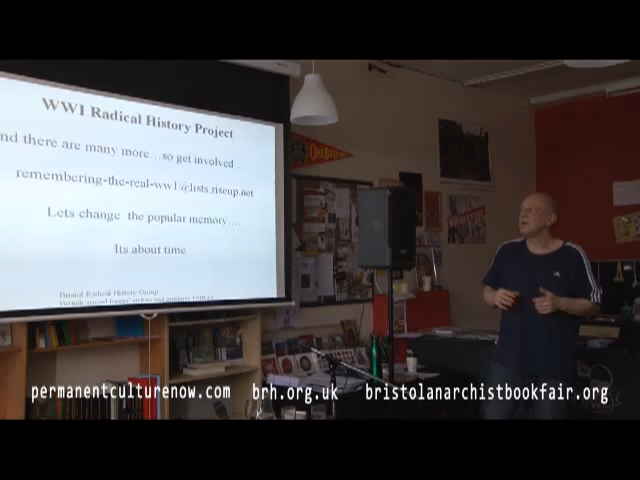 WWI Radical History Project
nd there are many more...so get involved...
remembering-the-real-ww1@lists.riseup.net
Lets change the popular memory....
Its about time
Bristol Radical History Group
ONEBA
permanentculturenow.com brh.org.uk bristolanarchistbookfair.org